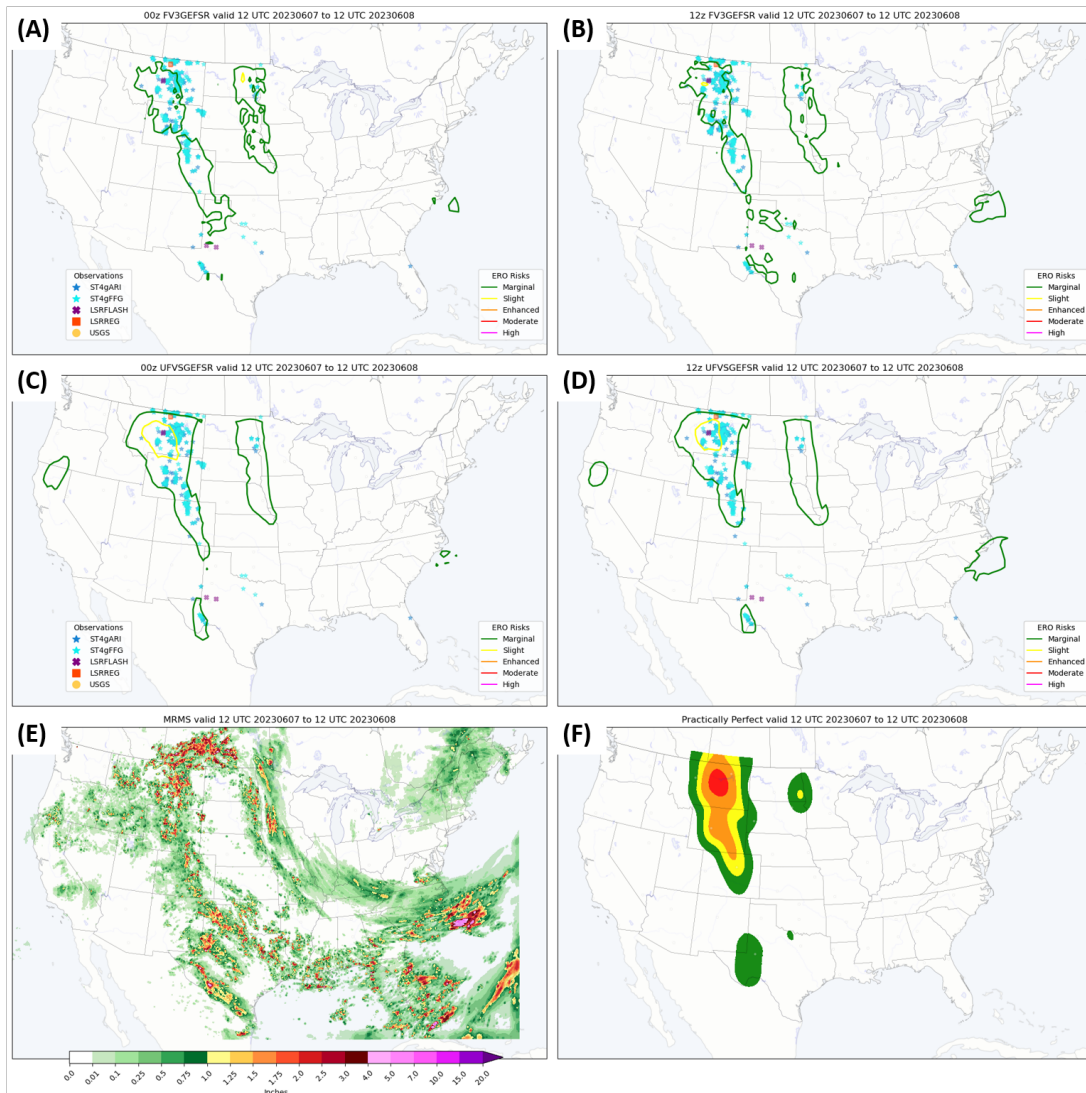 (A)
00z FV3GEFSR valid 12 UTC 20230607 to 12 UTC 20230608
Observations
ST4gARI
ST4gFFG
LSRFLASH
LSRREG
USGS
ERO Risks
Marginal
Slight
Enhanced
Moderate
High
(B)
12z FV3GEFSR valid 12 UTC 20230607 to 12 UTC 20230608
ERO Risks
Marginal
Slight
Enhanced
Moderate
High
(C)
00z UFVSGEFSR valid 12 UTC 20230607 to 12 UTC 20230608
Observations
ST4gARI
ST4gFFG
LSRFLASH
LSRREG
USGS
ERO Risks
Marginal
Slight
Enhanced
Moderate
High
(D)
12z UFVSGEFSR valid 12 UTC 20230607 to 12 UTC 20230608
ERO Risks
Marginal
Slight
Enhanced
Moderate
High
(E)
MRMS valid 12 UTC 20230607 to 12 UTC 20230608
0.0 0.01 0.1 0.25 0.5 0.75 1.0 1.25 1.5 1.75 2.0 2.5 3.0 4.0 5.0 7.0 10.0 15.0 20.0
Inches
(F)
Practically Perfect valid 12 UTC 20230607 to 12 UTC 20230608